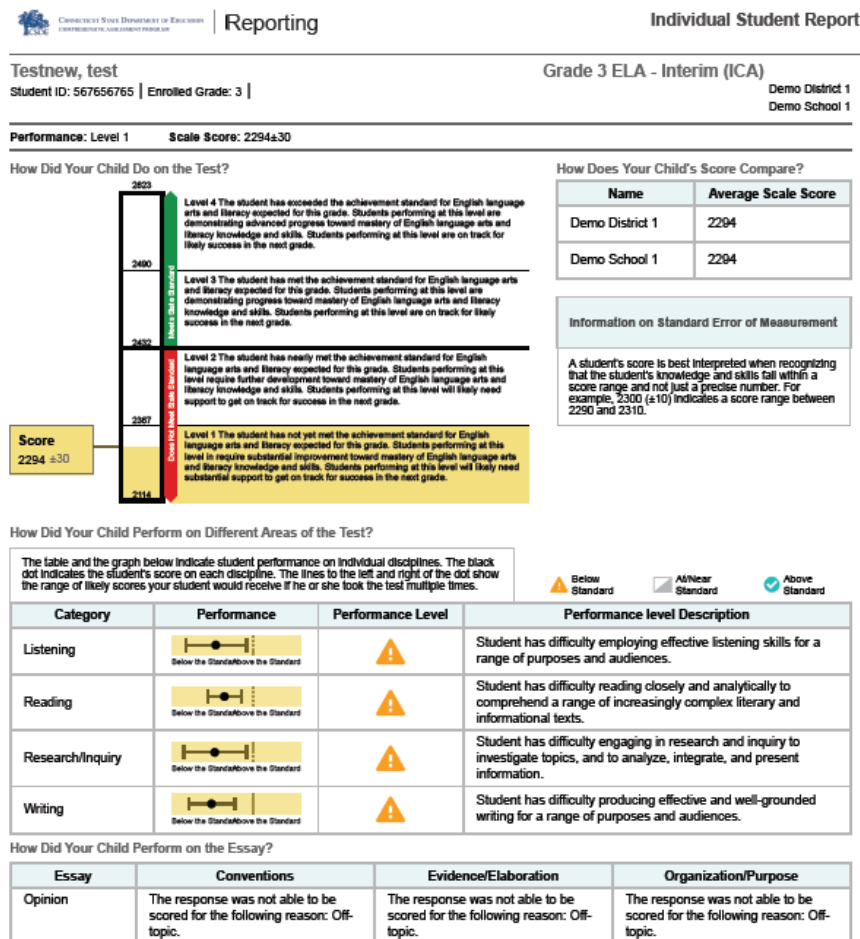 CONNECTICUT STATE DEPARTMENT OF EDUCATION
COMPREHENSIVE ASSESSMENT PROGRAM
CSDE
Reporting
Individual Student Report
Testnew, test
Student ID: 567656765 | Enrolled Grade: 3 |
Grade 3 ELA - Interim (ICA)
Demo District 1
Demo School 1
Performance: Level 1 Scale Score: 2294±30
How Did Your Child Do on the Test?
2623
Level 4 The student has exceeded the achievement standard for English language
arts and literacy expected for this grade. Students performing at this level are
demonstrating advanced progress toward mastery of English language arts and
literacy knowledge and skills. Students performing at this level are on track for
likely success in the next grade.
2490
Level 3 The student has met the achievement standard for English language arts
and literacy expected for this grade. Students performing at this level are
demonstrating progress toward mastery of English language arts and literacy
knowledge and skills. Students performing at this level are on track for likely
success in the next grade.
Meets State Standard
2432
Level 2 The student has nearly met the achievement standard for English
language arts and literacy expected for this grade. Students performing at this
level require further development toward mastery of English language arts and
literacy knowledge and skills. Students performing at this level will likely need
support to get on track for success in the next grade.
Does Not Meet State Standard
2367
Level 1 The student has not yet met the achievement standard for English
language arts and literacy expected for this grade. Students performing at this
level in require substantial improvement toward mastery of English language arts
and literacy knowledge and skills. Students performing at this level will likely need
substantial support to get on track for success in the next grade.
2114
Score
2294 ±30
How Does Your Child's Score Compare?
Name Average Scale Score
Demo District 1 2294
Demo School 1 2294
Information on Standard Error of Measurement
A student's score is best interpreted when recognizing
that the student's knowledge and skills fall within a
score range and not just a precise number. For
example, 2300 (±10) indicates a score range between
2290 and 2310.
How Did Your Child Perform on Different Areas of the Test?
The table and the graph below indicate student performance on individual disciplines. The black
dot indicates the student's score on each discipline. The lines to the left and right of the dot show
the range of likely scores your student would receive if he or she took the test multiple times.
Below Standard
At/Near Standard
Above Standard
Category Performance Performance Level Performance level Description
Listening
Below the Standard Above the Standard
Student has difficulty employing effective listening skills for a
range of purposes and audiences.
Reading
Below the Standard Above the Standard
Student has difficulty reading closely and analytically to
comprehend a range of increasingly complex literary and
informational texts.
Research/Inquiry
Below the Standard Above the Standard
Student has difficulty engaging in research and inquiry to
investigate topics, and to analyze, integrate, and present
information.
Writing
Below the Standard Above the Standard
Student has difficulty producing effective and well-grounded
writing for a range of purposes and audiences.
How Did Your Child Perform on the Essay?
Essay Conventions Evidence/Elaboration Organization/Purpose
Opinion
The response was not able to be
scored for the following reason: Off-
topic.
The response was not able to be
scored for the following reason: Off-
topic.
The response was not able to be
scored for the following reason: Off-
topic.